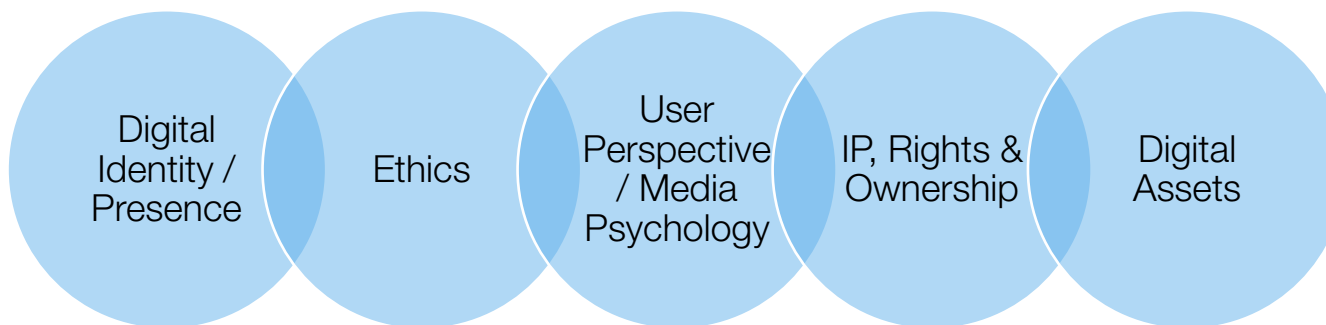 Digital
Identity /
Presence
Ethics
User
Perspective
/ Media
Psychology
IP, Rights &
Ownership
Digital
Assets